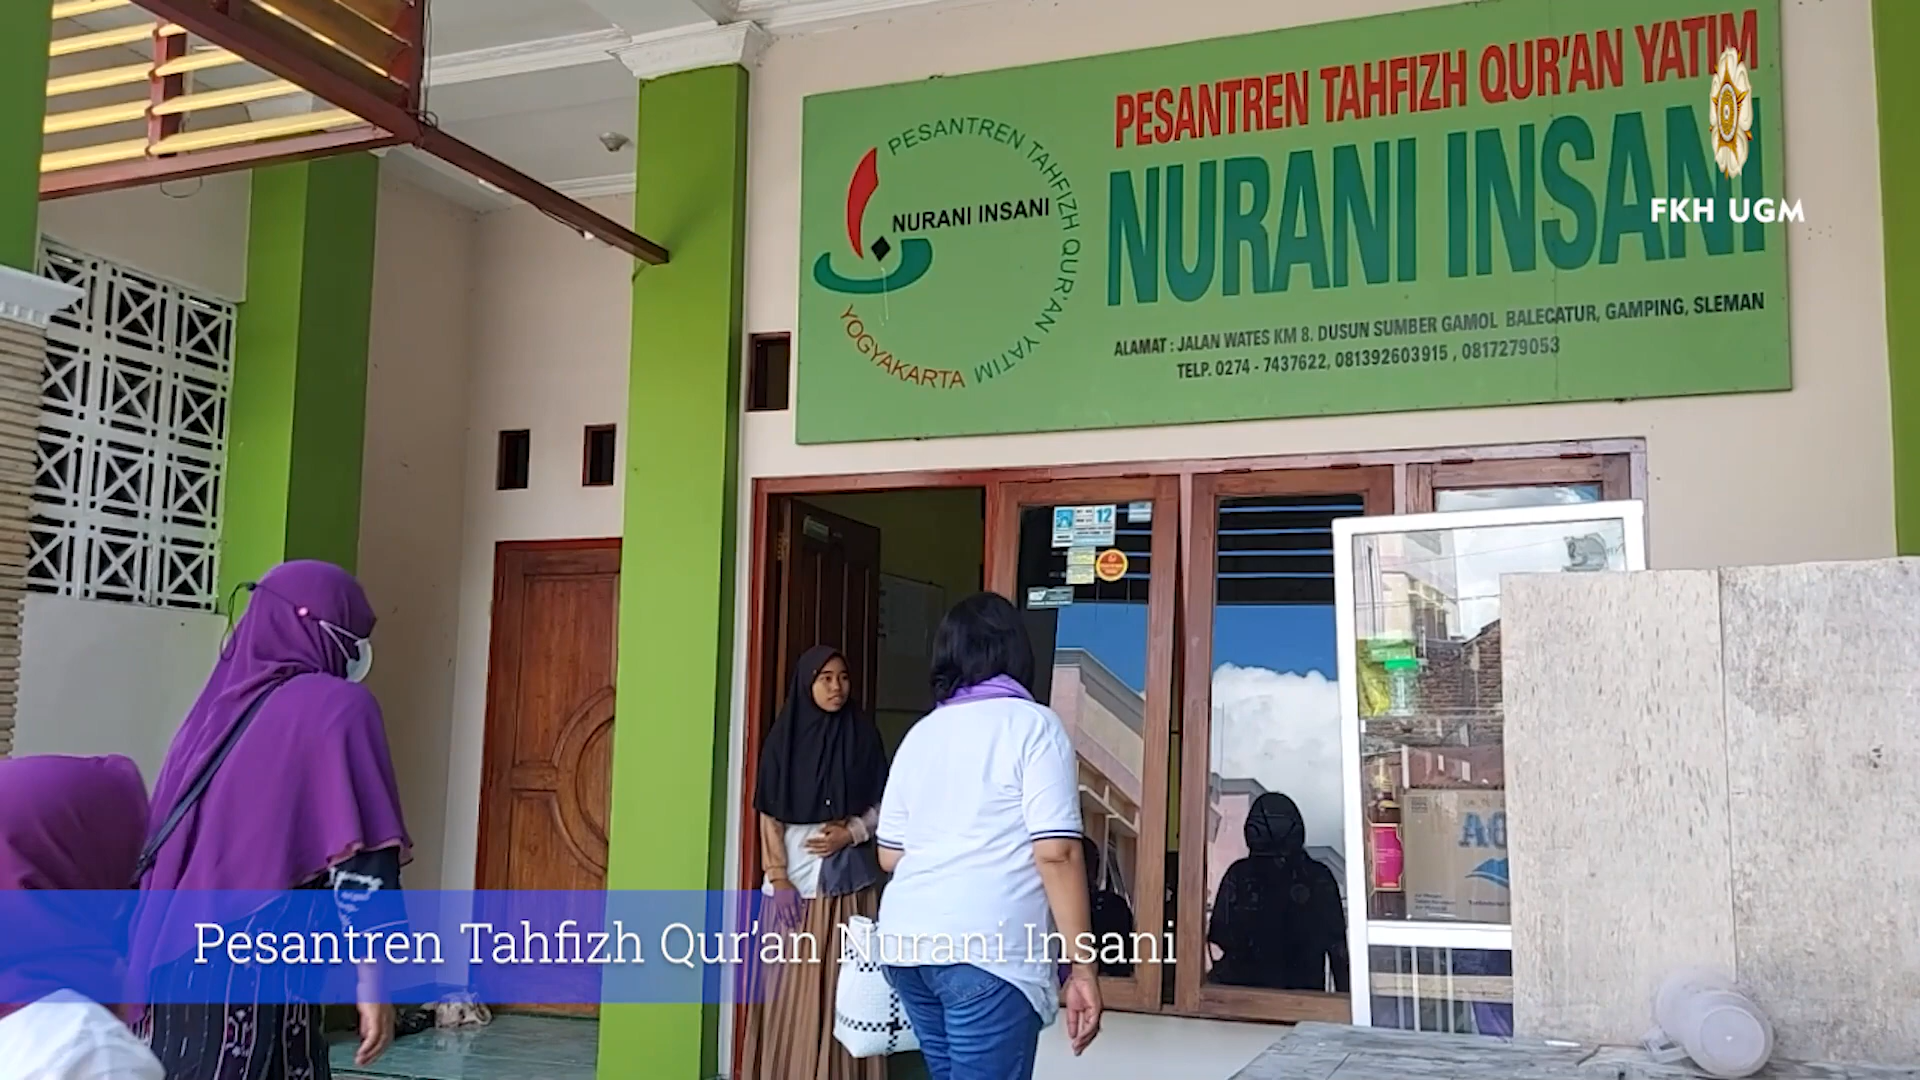 PESANTREN TAHFIZH QUR'AN YATIM
NURANI INSANI
ALAMAT : JALAN WATES KM 8. DUSUN SUMBER GAMOL BALECATUR, GAMPING, SLEMAN
TELP. 0274 - 7437622, 081392603915 , 0817279053
PESANTREN TAHFIZH QUR'AN YATIM
NURANI INSANI
YOGYAKARTA
FKH UGM
12
Pesantren Tahfizh Qur'an Nurani Insani